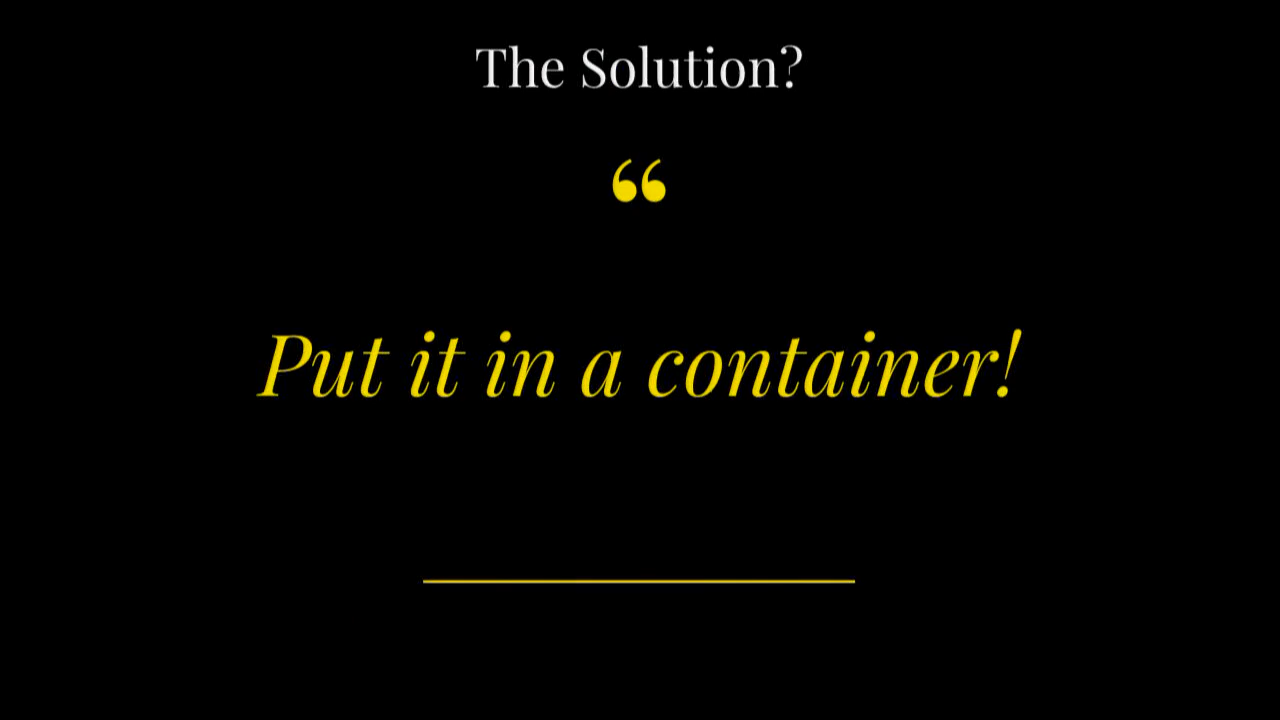 The Solution?
“
Put it in a container!